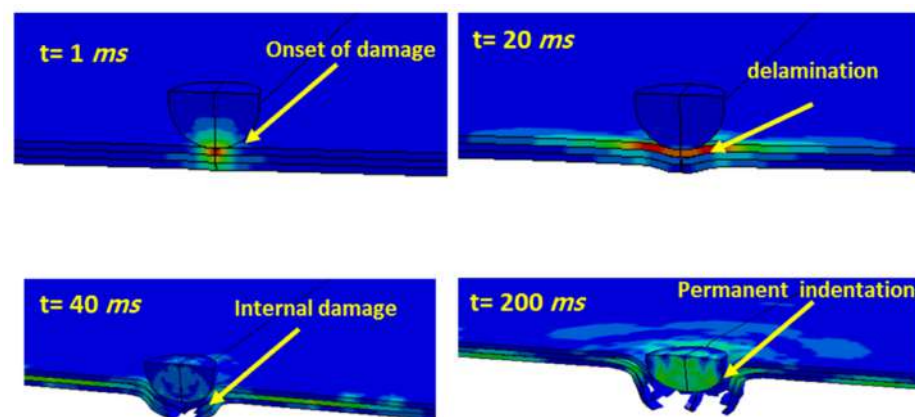 t= 1 ms
Onset of damage
t= 20 ms
delamination
t= 40 ms
Internal damage
t= 200 ms
Permanent indentation